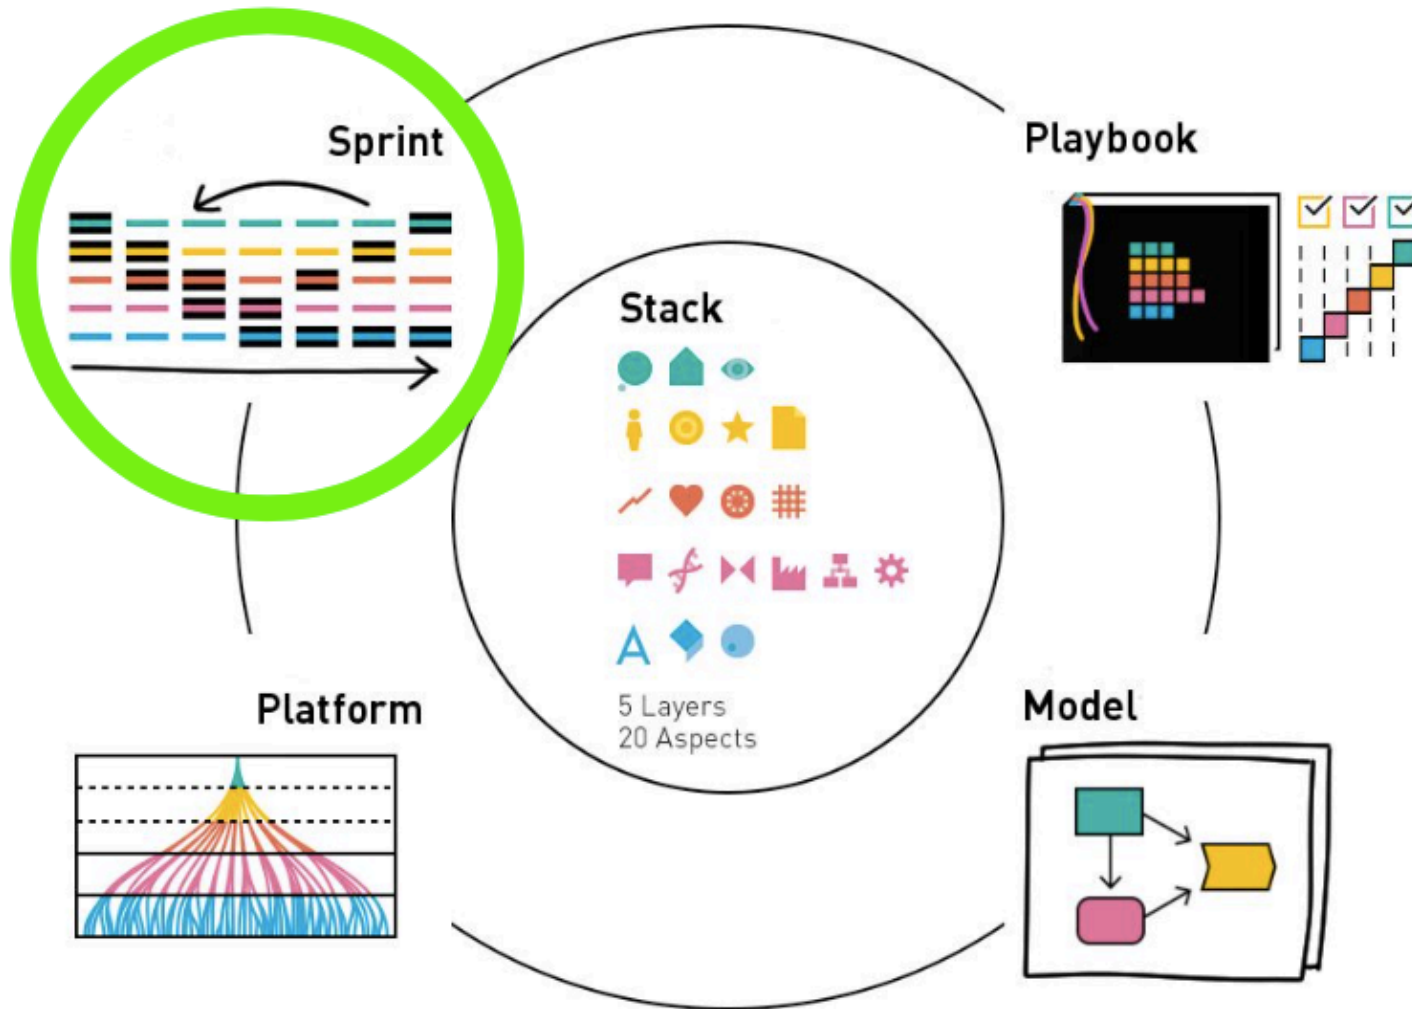 Sprint
Playbook
Stack
5 Layers
20 Aspects
Platform
Model